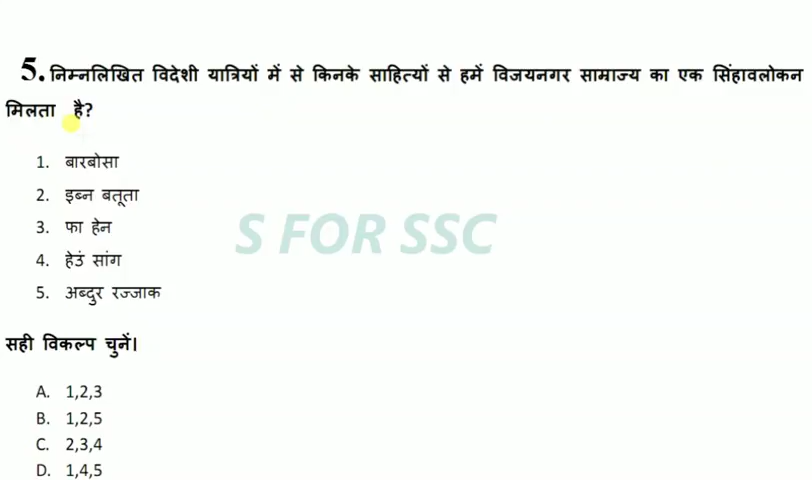 5. निम्नलिखित विदेशी यात्रियों में से किनके साहित्यों से हमें विजयनगर साम्राज्य का एक सिंहावलोकन
मिलता है?
1. बारबोसा
2. इब्न बतूता
3. फा हेन
S FOR SSC
4. हेउं सांग
5. अब्दुर रज्जाक
सही विकल्प चुनें।
A. 1,2,3
B. 1,2,5
C. 2,3,4
D. 1,4,5